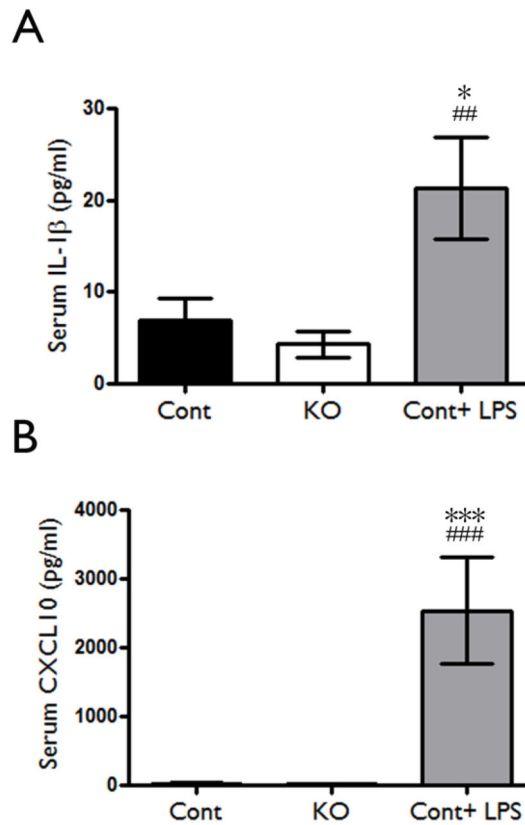 A
Serum IL-1β (pg/ml)
30
20
10
0
*
##
Cont
KO
Cont+ LPS
B
Serum CXCL10 (pg/ml)
4000
3000
2000
1000
0
***
###
Cont
KO
Cont+ LPS